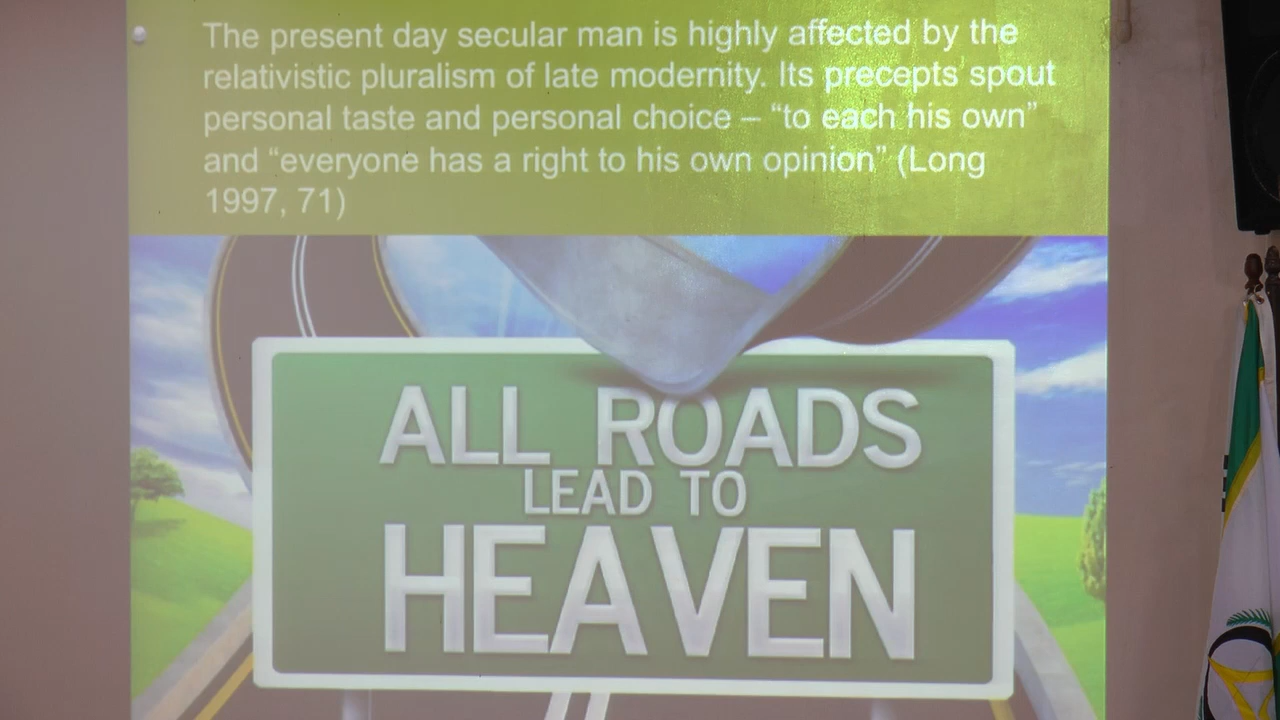 The present day secular man is highly affected by the
relativistic pluralism of late modernity. Its precepts spout
personal taste and personal choice – “to each his own”
and “everyone has a right to his own opinion” (Long
1997, 71)
ALL ROADS
LEAD TO
HEAVEN